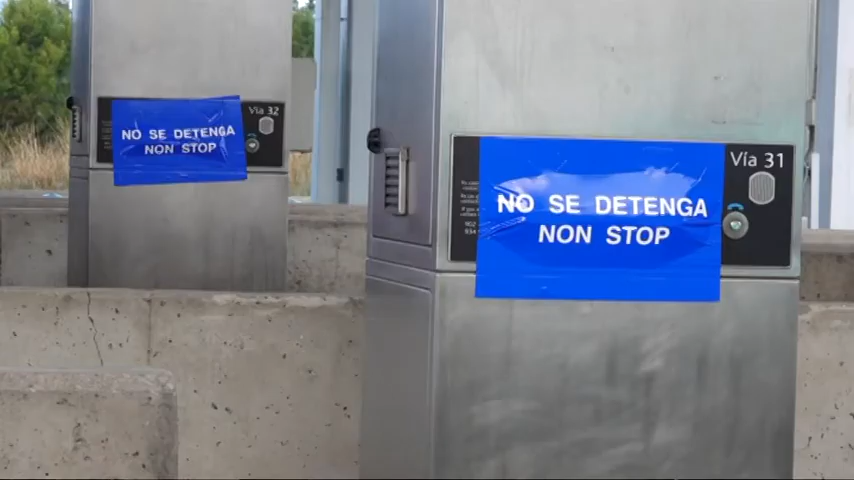 Vía 32
NO SE DETENGA
NON STOP
Vía 31
NO SE DETENGA
NON STOP